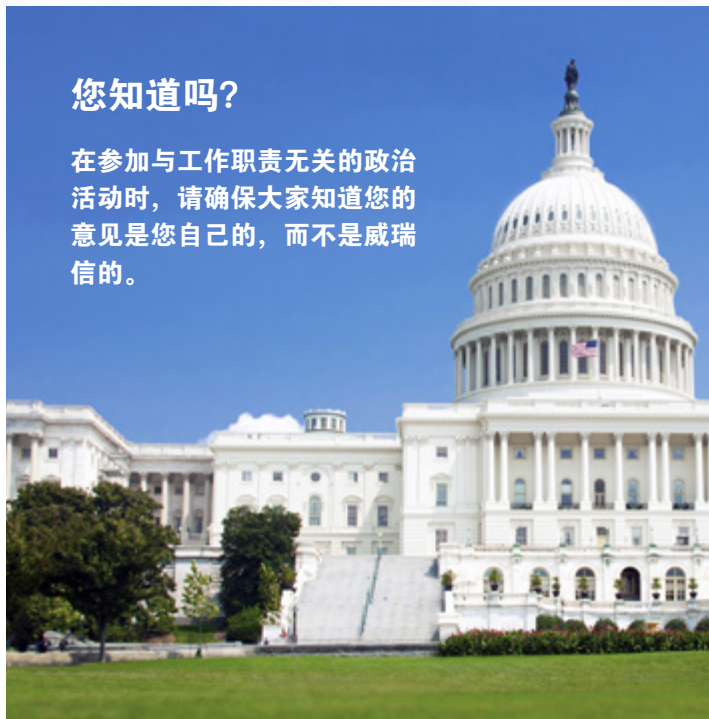 您知道吗？
在参加与工作职责无关的政治
活动时，请确保大家知道您的
意见是您自己的，而不是威瑞
信的。